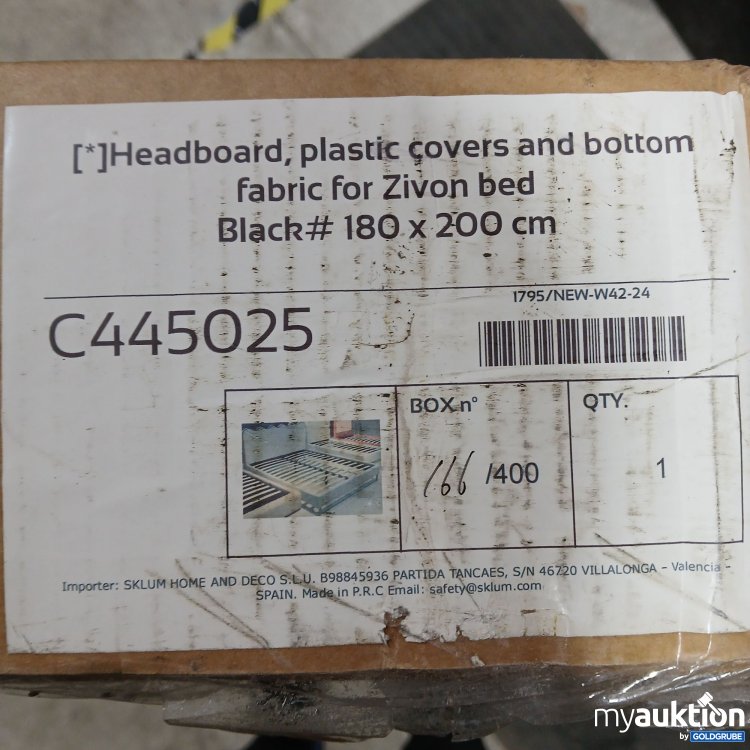 [*]Headboard, plastic covers and bottom
fabric for Zivon bed
Black# 180 x 200 cm
1795/NEW-W42-24
C445025
BOX n°
QTY.
166 /400
1
Importer: SKLUM HOME AND DECO S.L.U. B98845936 PARTIDA TANCAES, S/N 46720 VILLALONGA - Valencia -
SPAIN. Made in P.R.C Email: safety@sklum.com
myauktion
by GOLDGRUBE